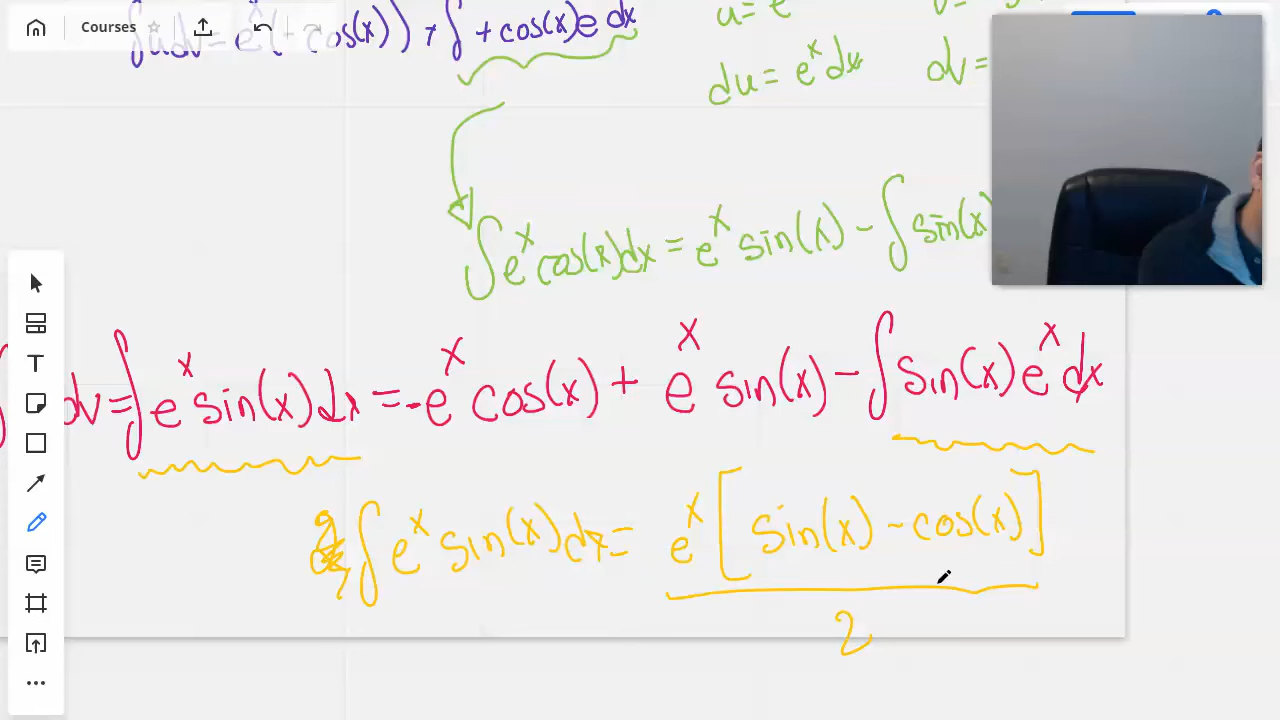 Courses
∫udv = e^x(-cos(x)) + ∫ + cos(x)e dx
u = e
du = e^x dx dv =
∫e^x cos(x)dx = e^x sin(x) - ∫sin(x)
dv = ∫e^x sin(x)dx = -e^x cos(x) + e^x sin(x) - ∫sin(x)e^x dx
∫e^x sin(x)dx = e^x [sin(x) - cos(x)]
2
T